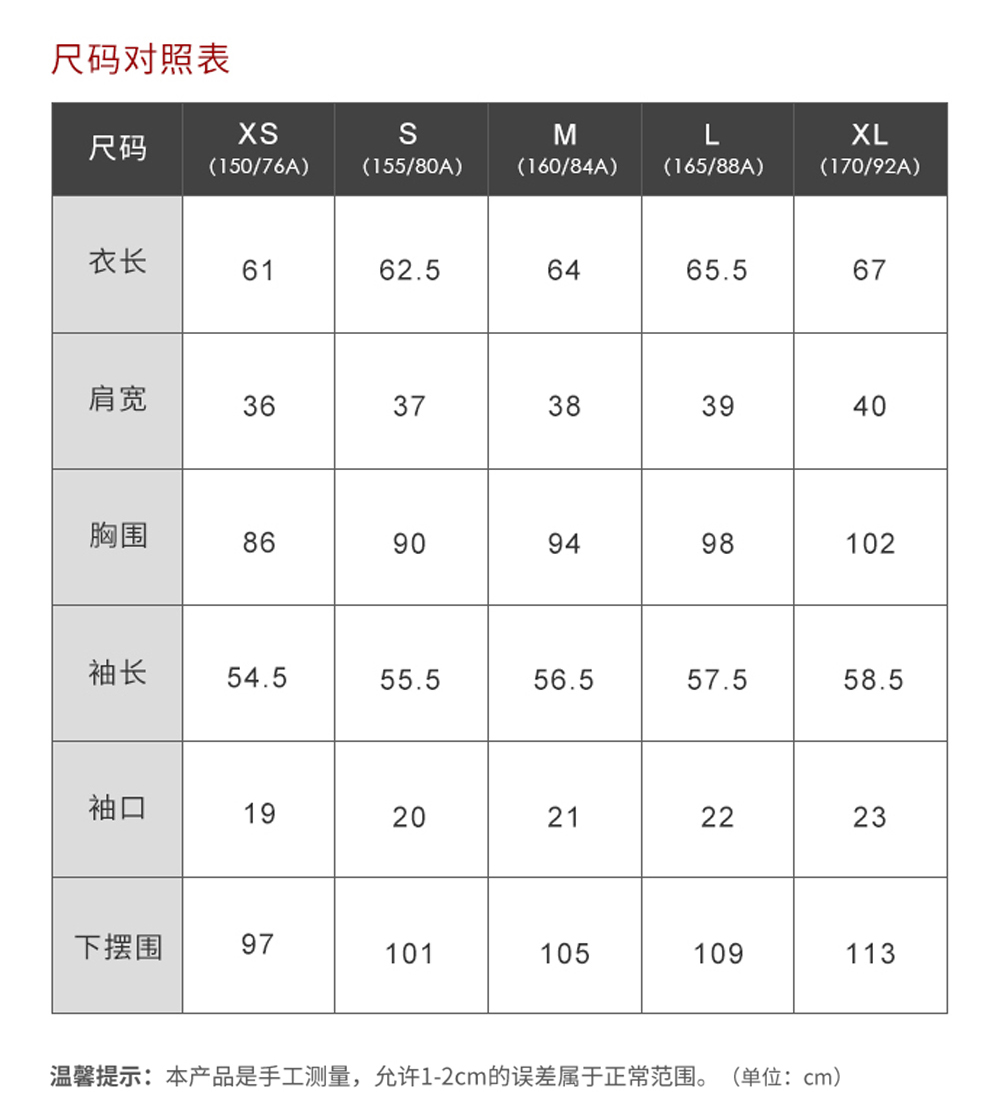 尺码对照表
尺码 XS S M L XL
(150/76A) (155/80A) (160/84A) (165/88A) (170/92A)
衣长 61 62.5 64 65.5 67
肩宽 36 37 38 39 40
胸围 86 90 94 98 102
袖长 54.5 55.5 56.5 57.5 58.5
袖口 19 20 21 22 23
下摆围 97 101 105 109 113
温馨提示：本产品是手工测量，允许1-2cm的误差属于正常范围。（单位：cm）